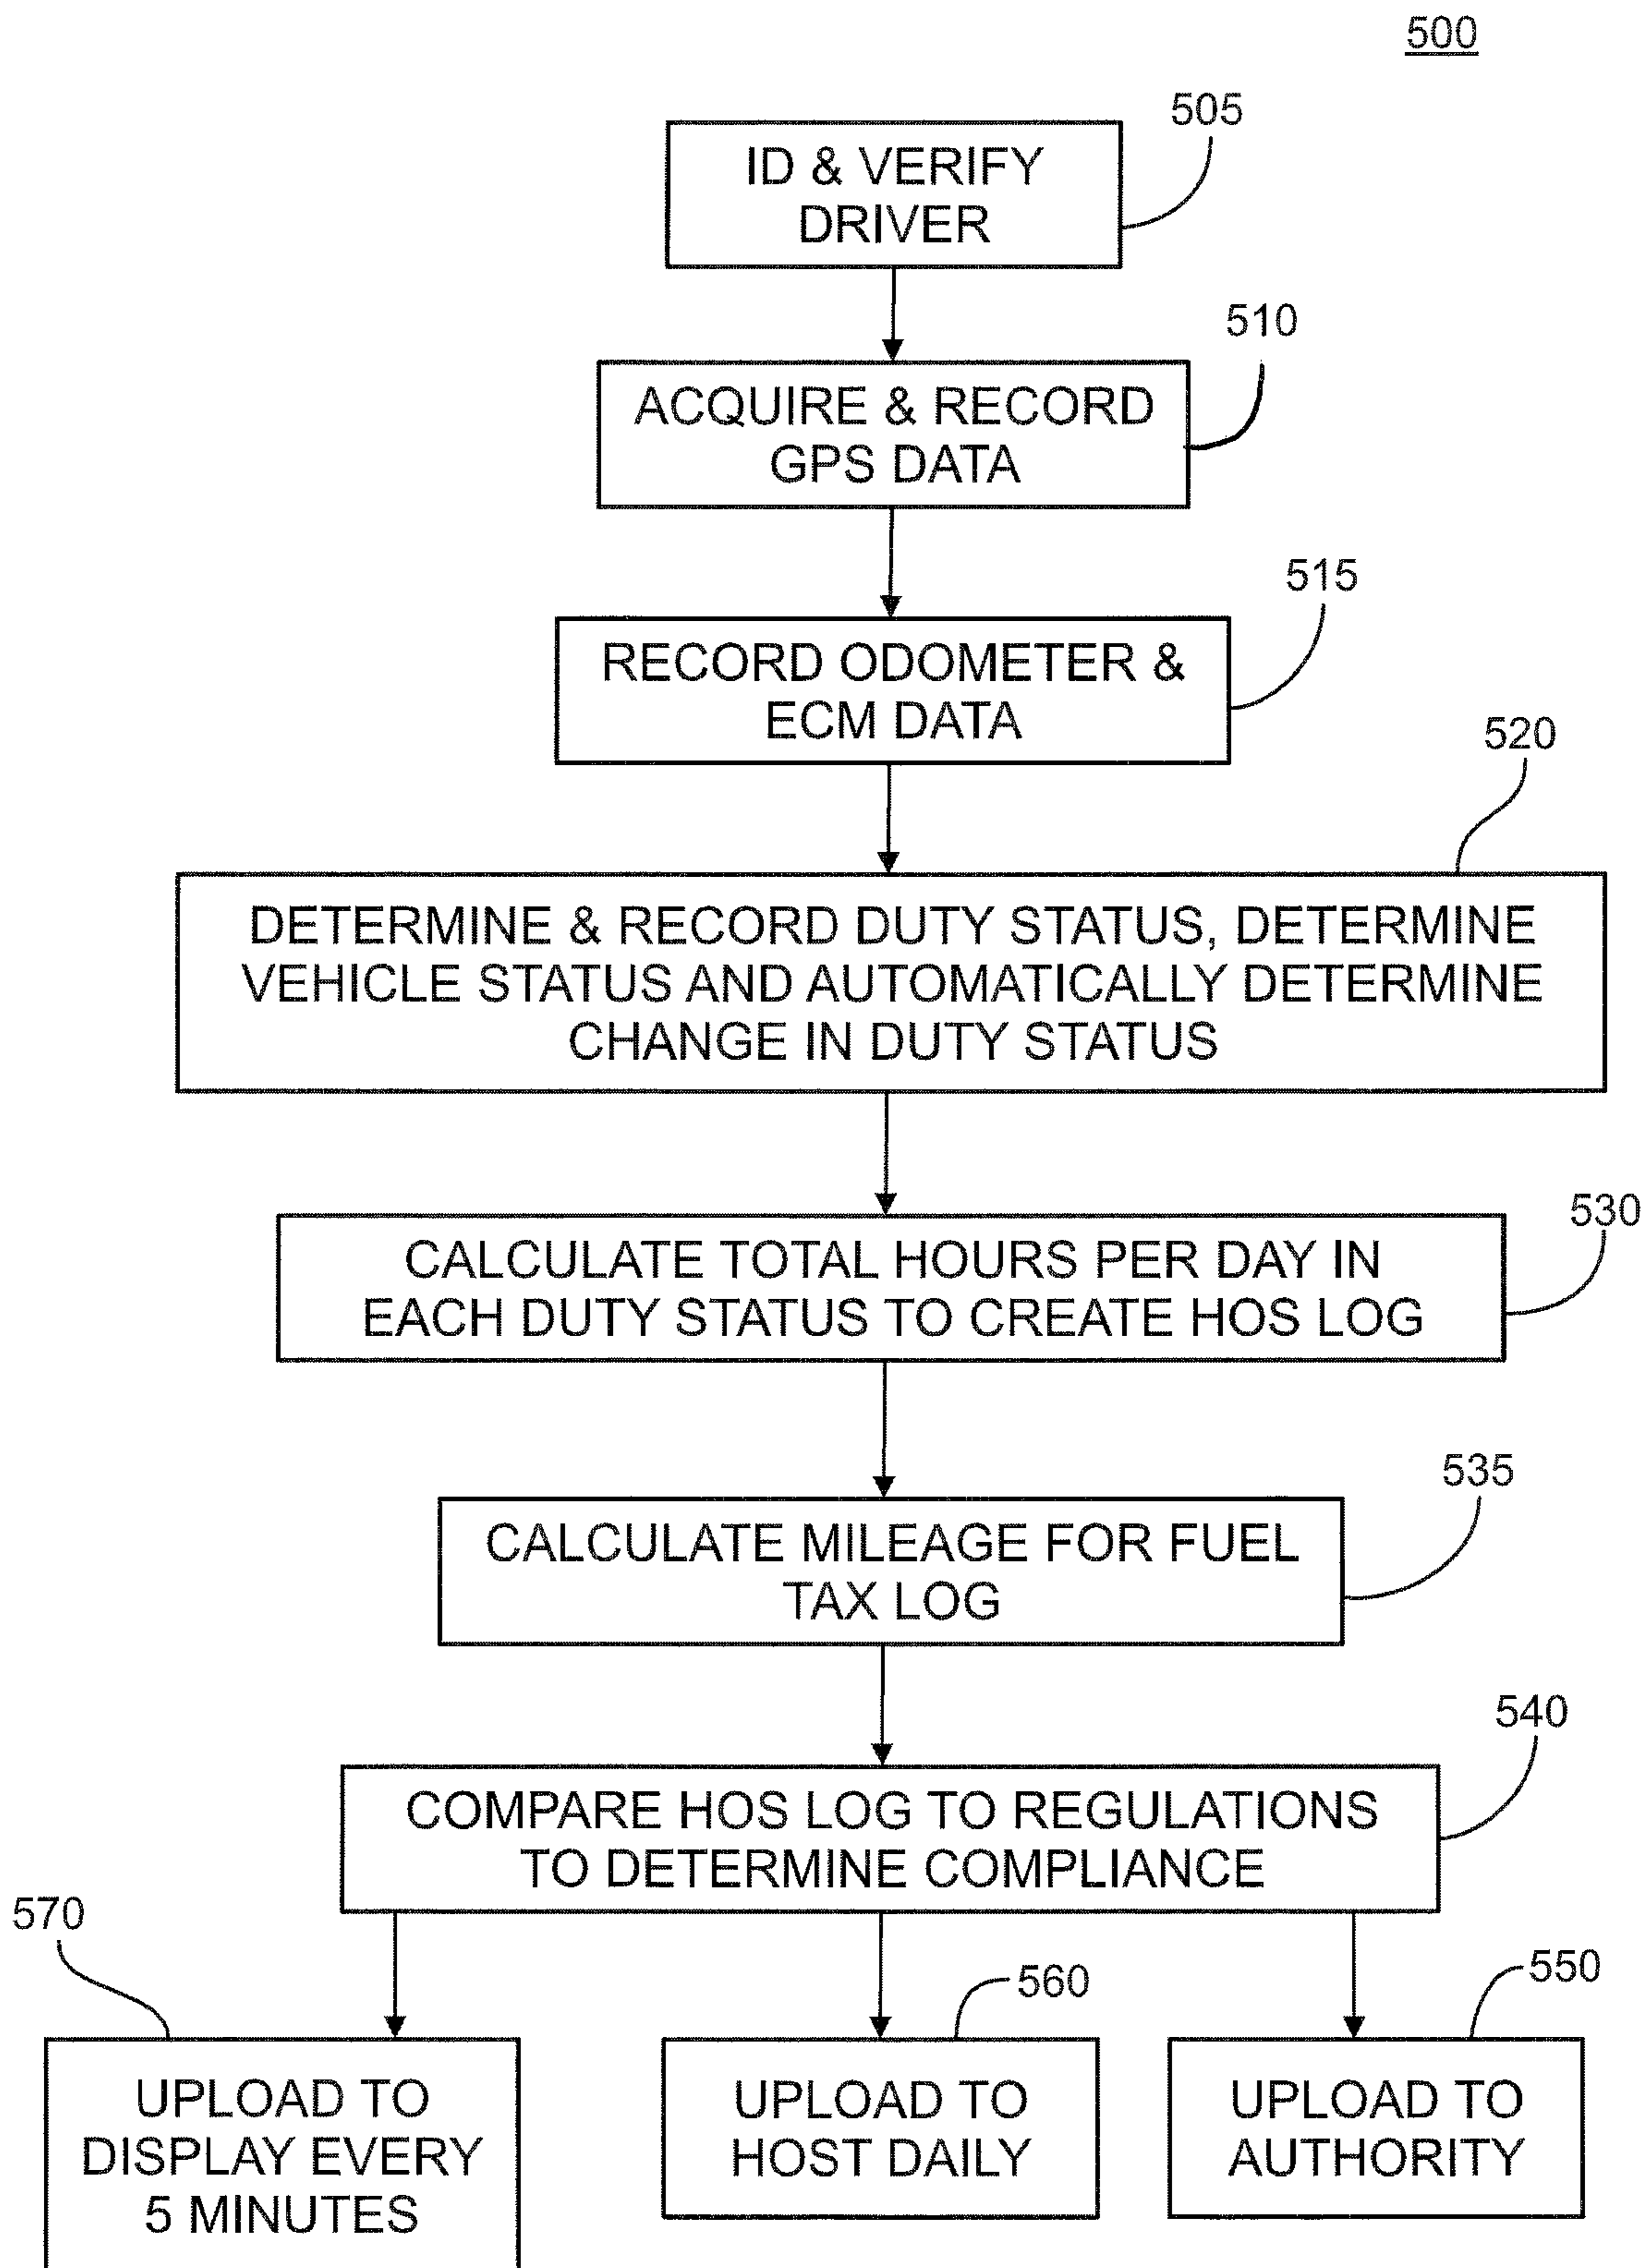 500
505
ID & VERIFY
DRIVER
510
ACQUIRE & RECORD
GPS DATA
515
RECORD ODOMETER &
ECM DATA
520
DETERMINE & RECORD DUTY STATUS, DETERMINE
VEHICLE STATUS AND AUTOMATICALLY DETERMINE
CHANGE IN DUTY STATUS
530
CALCULATE TOTAL HOURS PER DAY IN
EACH DUTY STATUS TO CREATE HOS LOG
535
CALCULATE MILEAGE FOR FUEL
TAX LOG
540
COMPARE HOS LOG TO REGULATIONS
TO DETERMINE COMPLIANCE
570
UPLOAD TO
DISPLAY EVERY
5 MINUTES
560
UPLOAD TO
HOST DAILY
550
UPLOAD TO
AUTHORITY